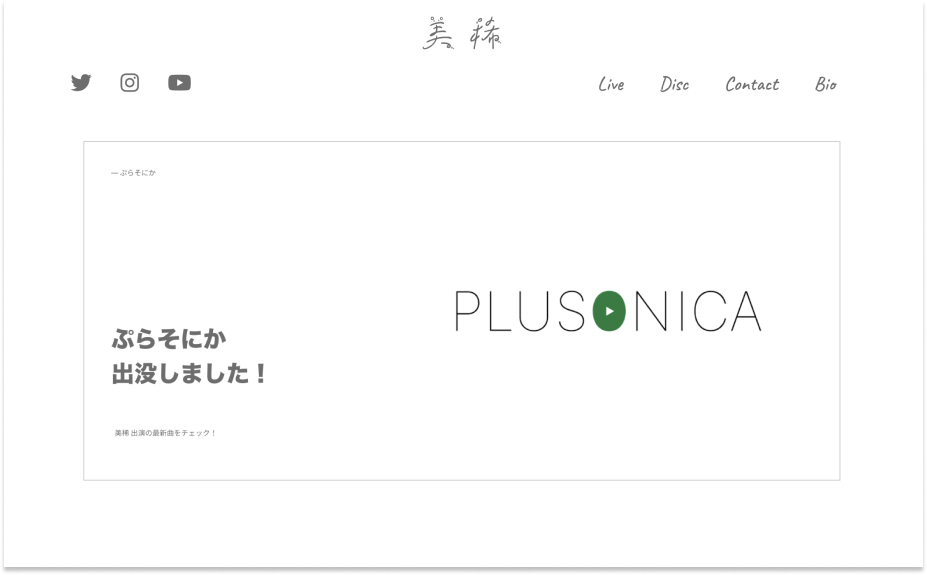 美稀
Live Disc Contact Bio
― ぷらそにか
PLUSONICA
ぷらそにか
出没しました！
美稀 出演の最新曲をチェック！